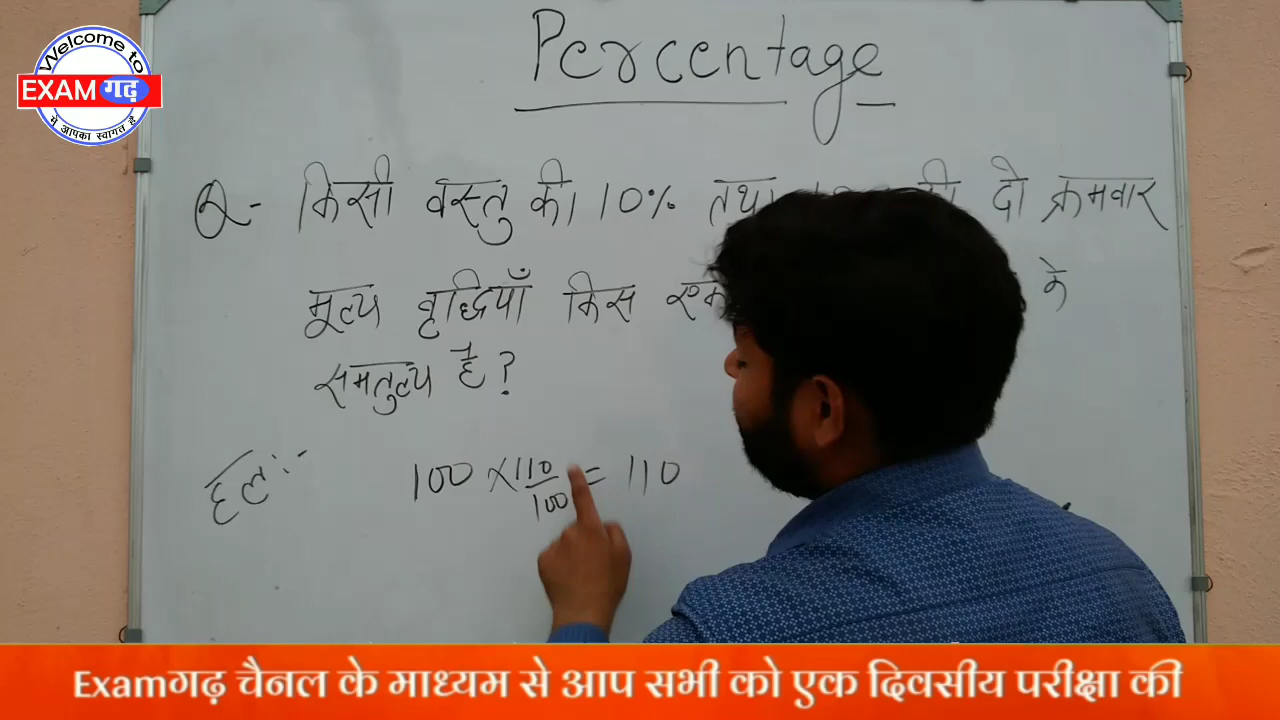 Welcome to
EXAM गढ़
में आपका स्वागत है
Percentage
Q- किसी वस्तु की 10% तथा की दो क्रमवार
मूल्य वृद्धियाँ किस के
समतुल्य है?
हल:-
100 × 110/100 = 110
Examगढ़ चैनल के माध्यम से आप सभी को एक दिवसीय परीक्षा की